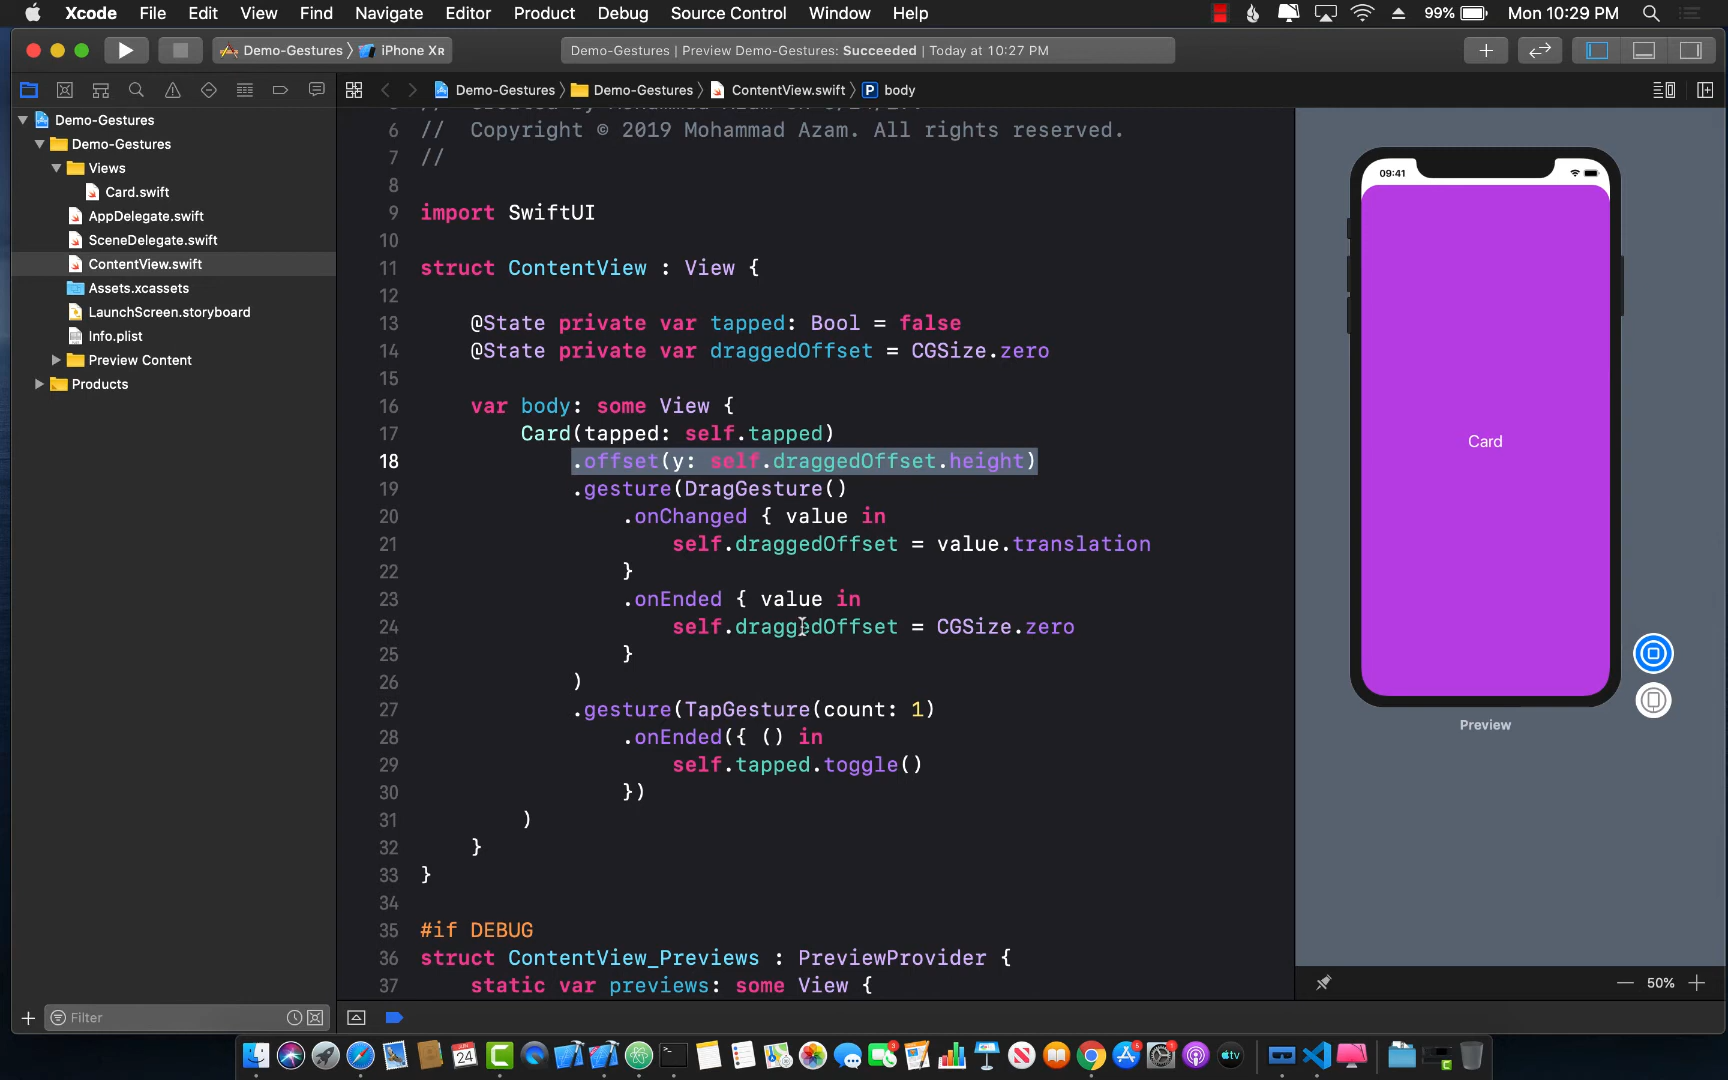 Xcode File Edit View Find Navigate Editor Product Debug Source Control Window Help 99% Mon 10:29 PM
Demo-Gestures iPhone Xʀ Demo-Gestures | Preview Demo-Gestures: Succeeded | Today at 10:27 PM
Demo-Gestures Demo-Gestures ContentView.swift P body
Demo-Gestures
Demo-Gestures
Views
Card.swift
AppDelegate.swift
SceneDelegate.swift
ContentView.swift
Assets.xcassets
LaunchScreen.storyboard
Info.plist
Preview Content
Products
Filter
6 // Copyright © 2019 Mohammad Azam. All rights reserved.
7 //
8
9 import SwiftUI
10
11 struct ContentView : View {
12
13 @State private var tapped: Bool = false
14 @State private var draggedOffset = CGSize.zero
15
16 var body: some View {
17 Card(tapped: self.tapped)
18 .offset(y: self.draggedOffset.height)
19 .gesture(DragGesture()
20 .onChanged { value in
21 self.draggedOffset = value.translation
22 }
23 .onEnded { value in
24 self.draggedOffset = CGSize.zero
25 }
26 )
27 .gesture(TapGesture(count: 1)
28 .onEnded({ () in
29 self.tapped.toggle()
30 })
31 )
32 }
33 }
34
35 #if DEBUG
36 struct ContentView_Previews : PreviewProvider {
37 static var previews: some View {
09:41
Card
Preview
50%
24
3
5
tv